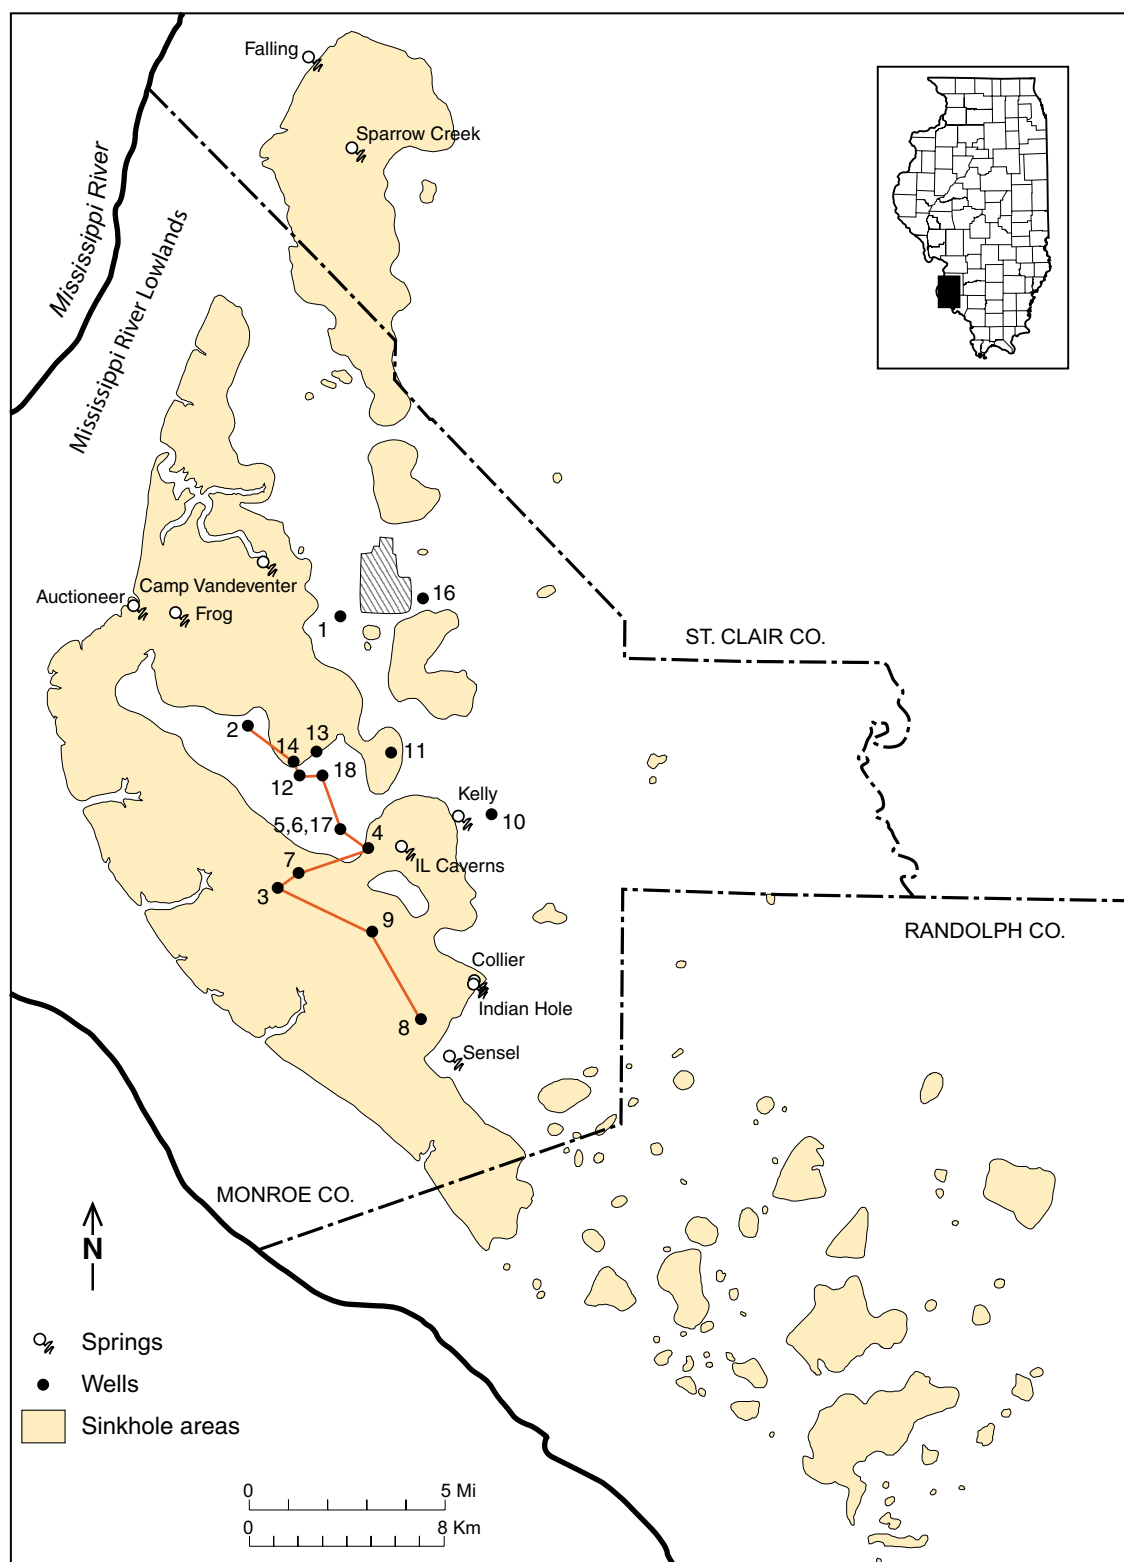 Falling
Sparrow Creek
Mississippi River
Mississippi River Lowlands
Camp Vandeventer
Auctioneer
Frog
16
1
ST. CLAIR CO.
2
13
14
11
18
12
Kelly
5,6,17
4
10
IL Caverns
7
3
9
RANDOLPH CO.
Collier
Indian Hole
8
Sensel
MONROE CO.
N
Springs
Wells
Sinkhole areas
0 5 Mi
0 8 Km